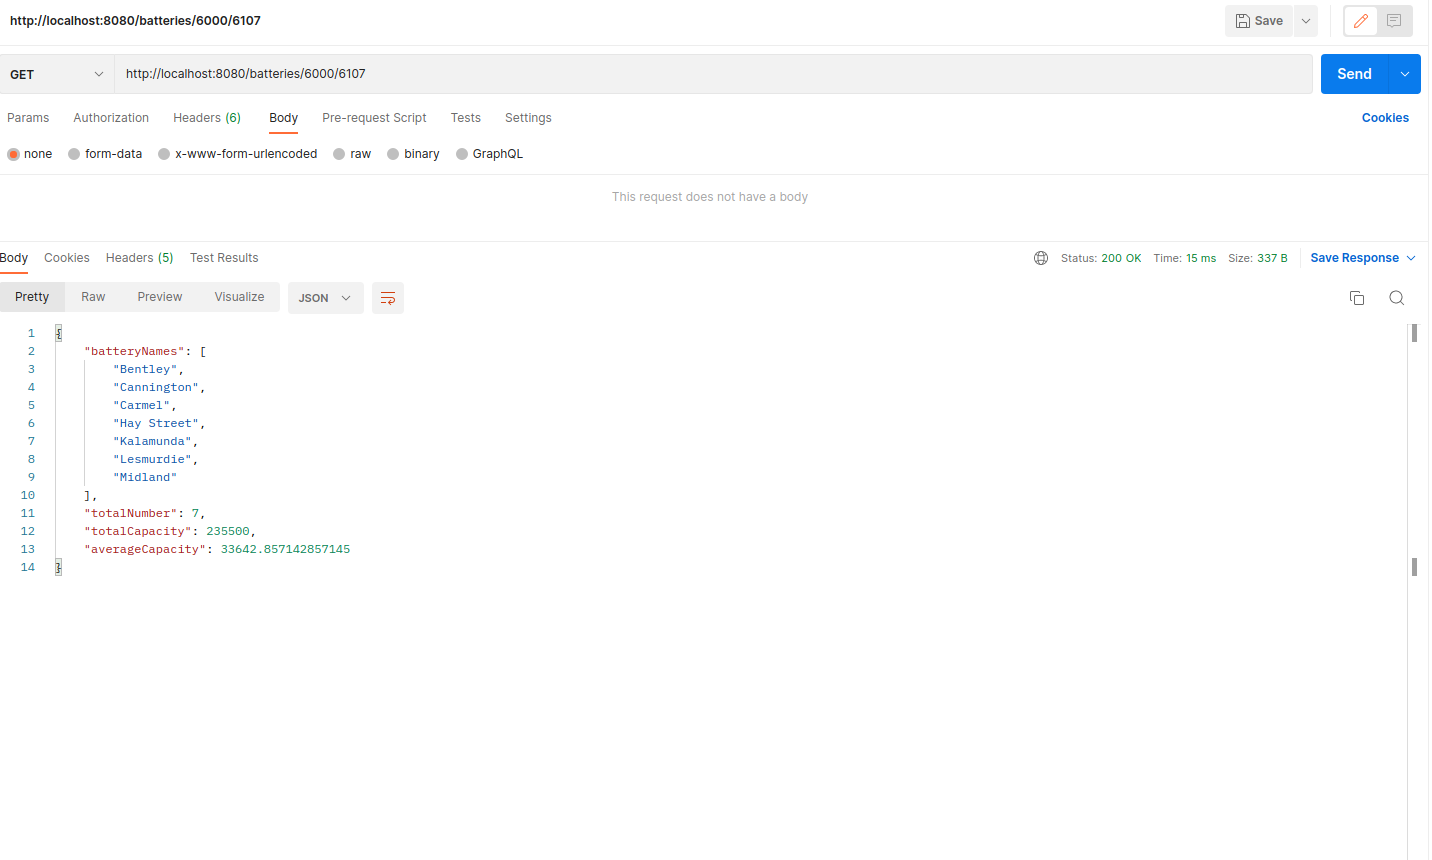 http://localhost:8080/batteries/6000/6107 Save
GET http://localhost:8080/batteries/6000/6107 Send
Params Authorization Headers (6) Body Pre-request Script Tests Settings Cookies
none form-data x-www-form-urlencoded raw binary GraphQL
This request does not have a body
Body Cookies Headers (5) Test Results Status: 200 OK Time: 15 ms Size: 337 B Save Response
Pretty Raw Preview Visualize JSON
1 {
2 "batteryNames": [
3 "Bentley",
4 "Cannington",
5 "Carmel",
6 "Hay Street",
7 "Kalamunda",
8 "Lesmurdie",
9 "Midland"
10 ],
11 "totalNumber": 7,
12 "totalCapacity": 235500,
13 "averageCapacity": 33642.857142857145
14 }